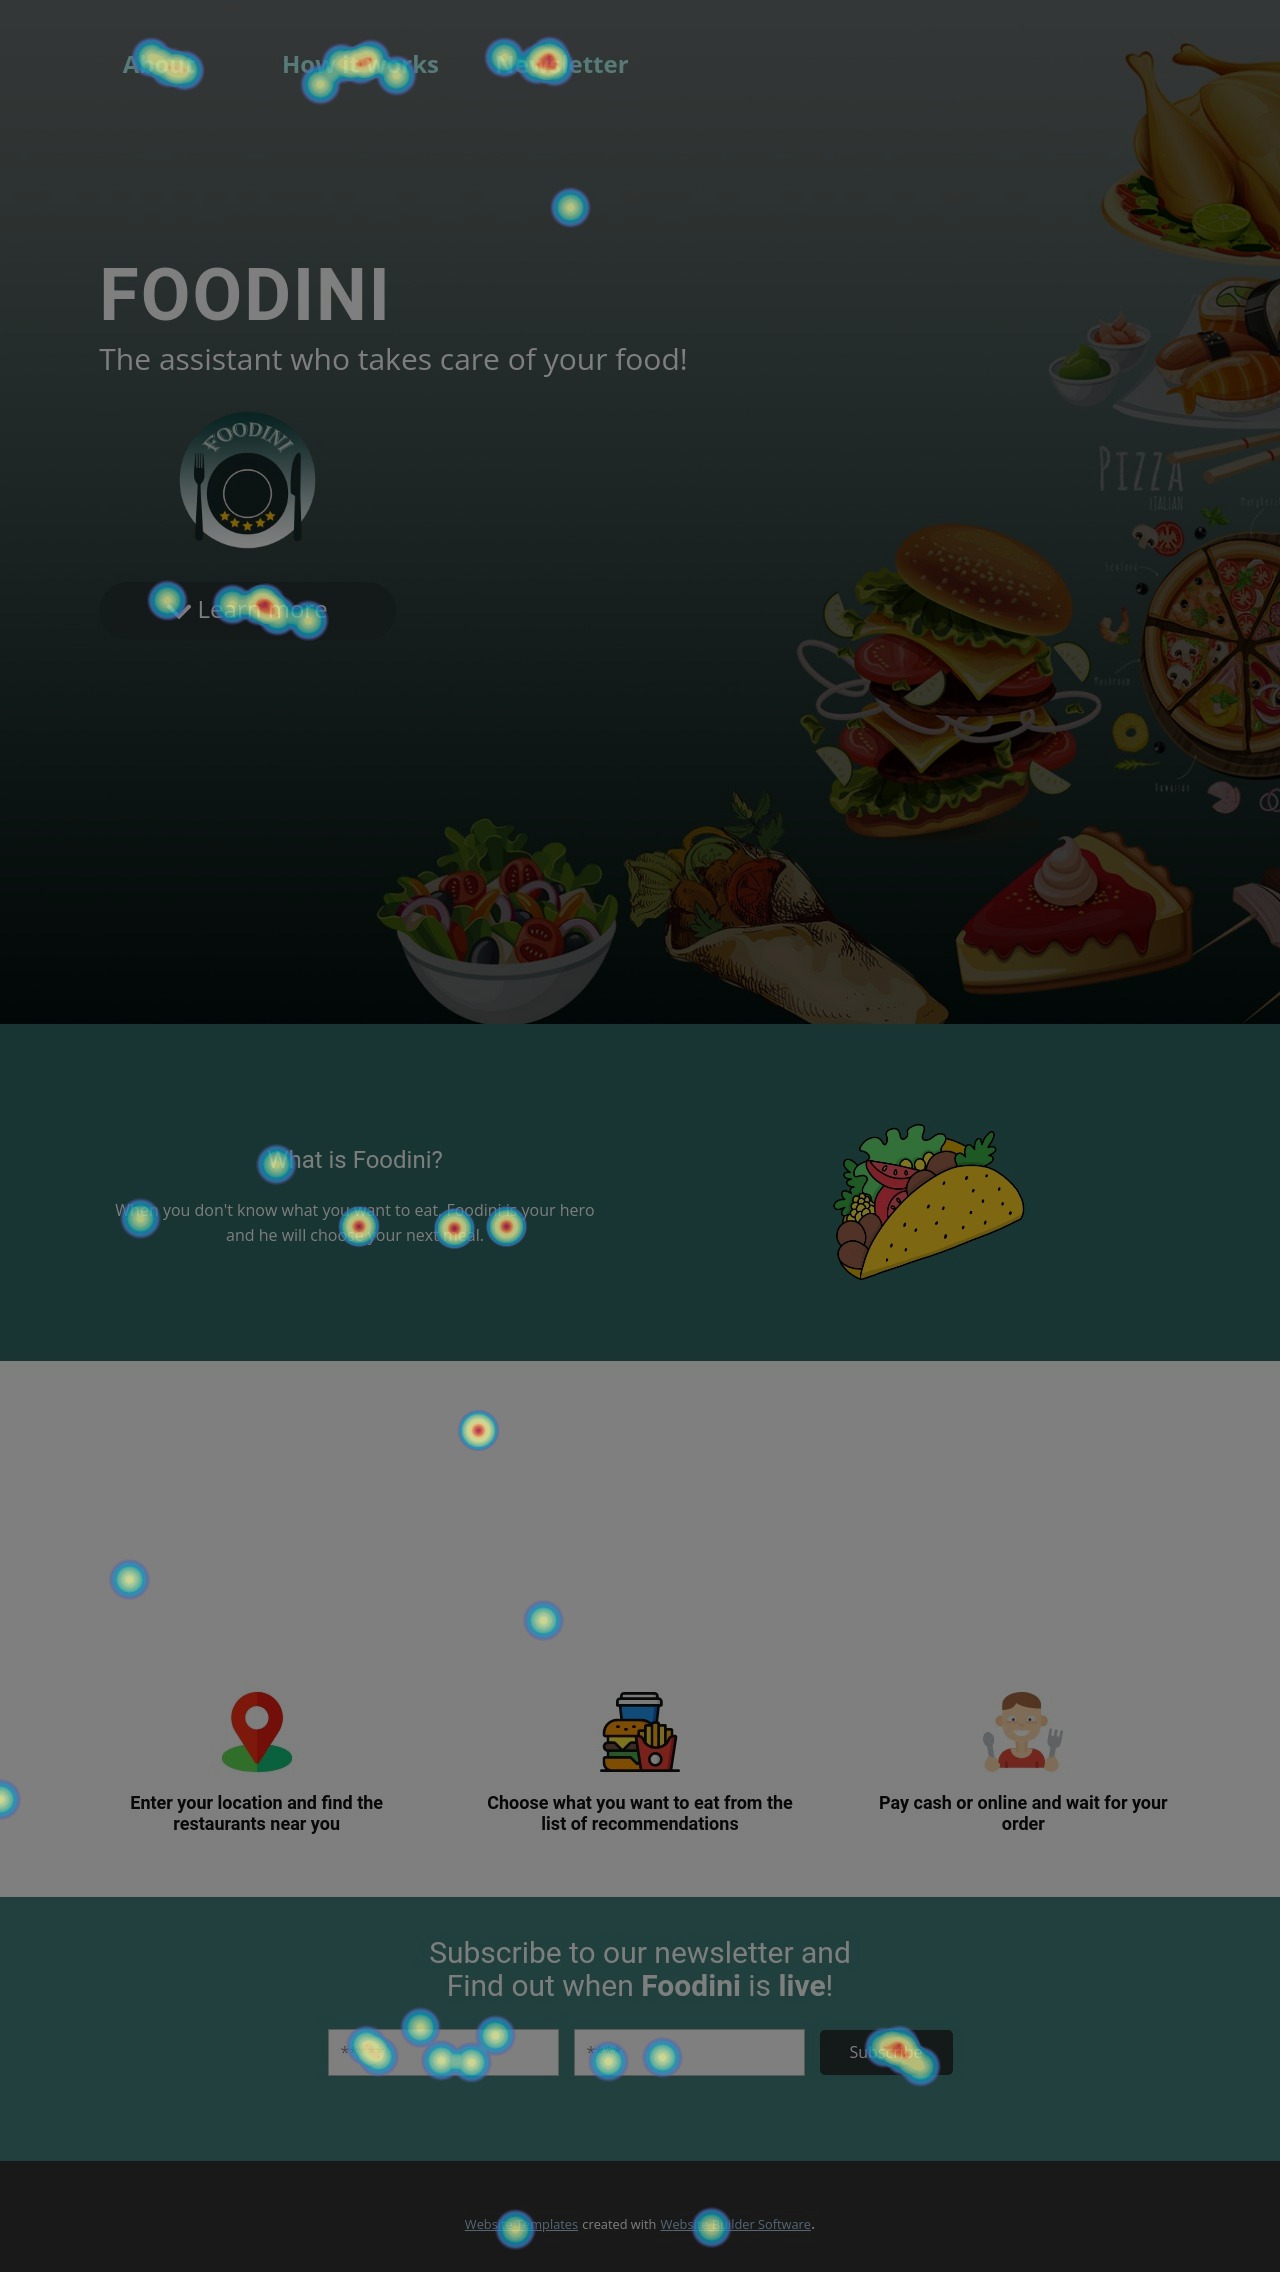 About
How it works
Newsletter
FOODINI
The assistant who takes care of your food!
FOODINI
Learn more
PIZZA
ITALIAN
What is Foodini?
When you don't know what you want to eat, Foodini is your hero
and he will choose your next meal.
Enter your location and find the
restaurants near you
Choose what you want to eat from the
list of recommendations
Pay cash or online and wait for your
order
Subscribe to our newsletter and
Find out when Foodini is live!
Subscribe
Website Templates created with Website Builder Software.